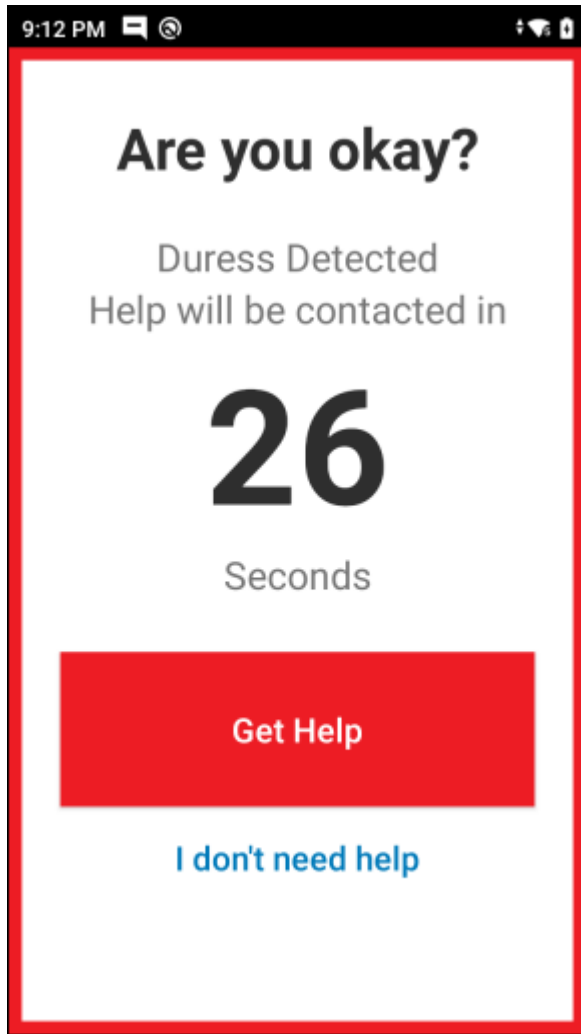 9:12 PM
Are you okay?
Duress Detected
Help will be contacted in
26
Seconds
Get Help
I don't need help